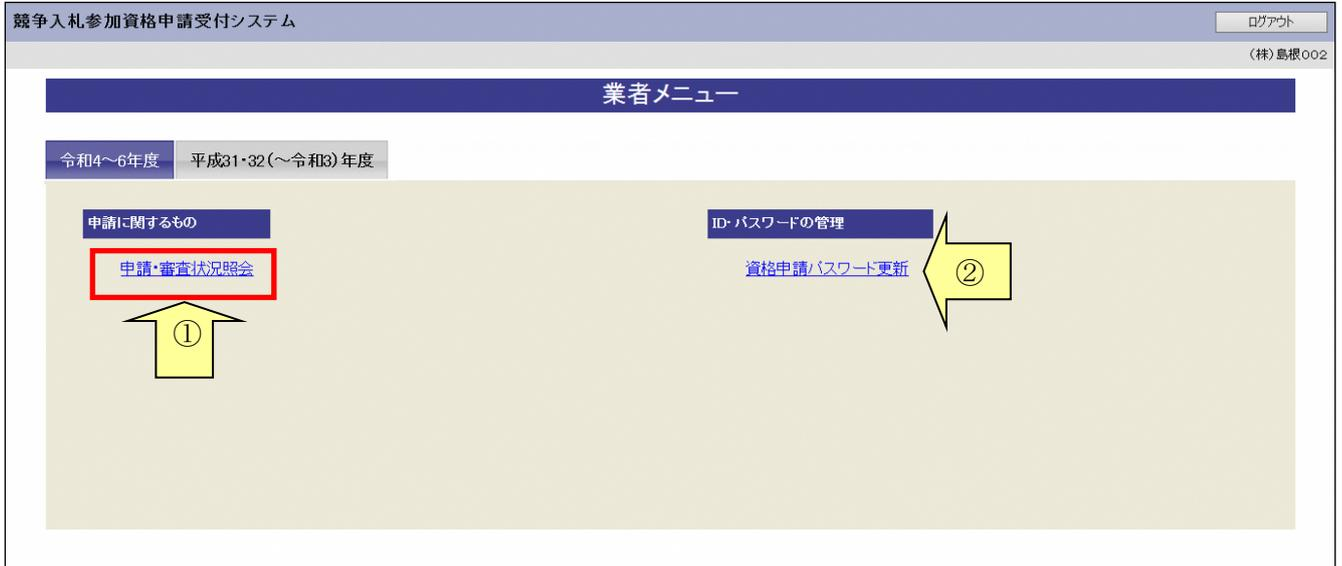 競争入札参加資格申請受付システム
ログアウト
(株)島根002
業者メニュー
令和4～6年度
平成31・32(～令和3)年度
申請に関するもの
ID・パスワードの管理
申請・審査状況照会
資格申請パスワード更新
②
①